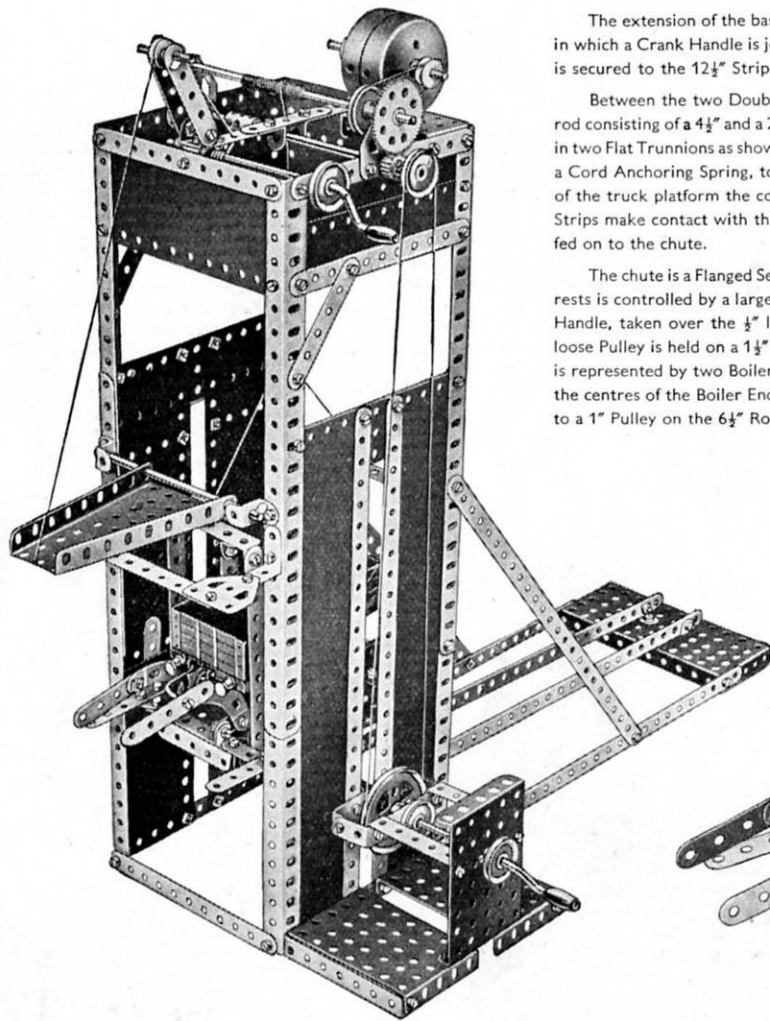 The extension of the bas
in which a Crank Handle is j
is secured to the 12½″ Strip
Between the two Doub
rod consisting of a 4½″ and a 2
in two Flat Trunnions as show
a Cord Anchoring Spring, to
of the truck platform the co
Strips make contact with th
fed on to the chute.
The chute is a Flanged Se
rests is controlled by a large
Handle, taken over the ½″ l
loose Pulley is held on a 1½″
is represented by two Boiler
the centres of the Boiler End
to a 1″ Pulley on the 6½″ Ro